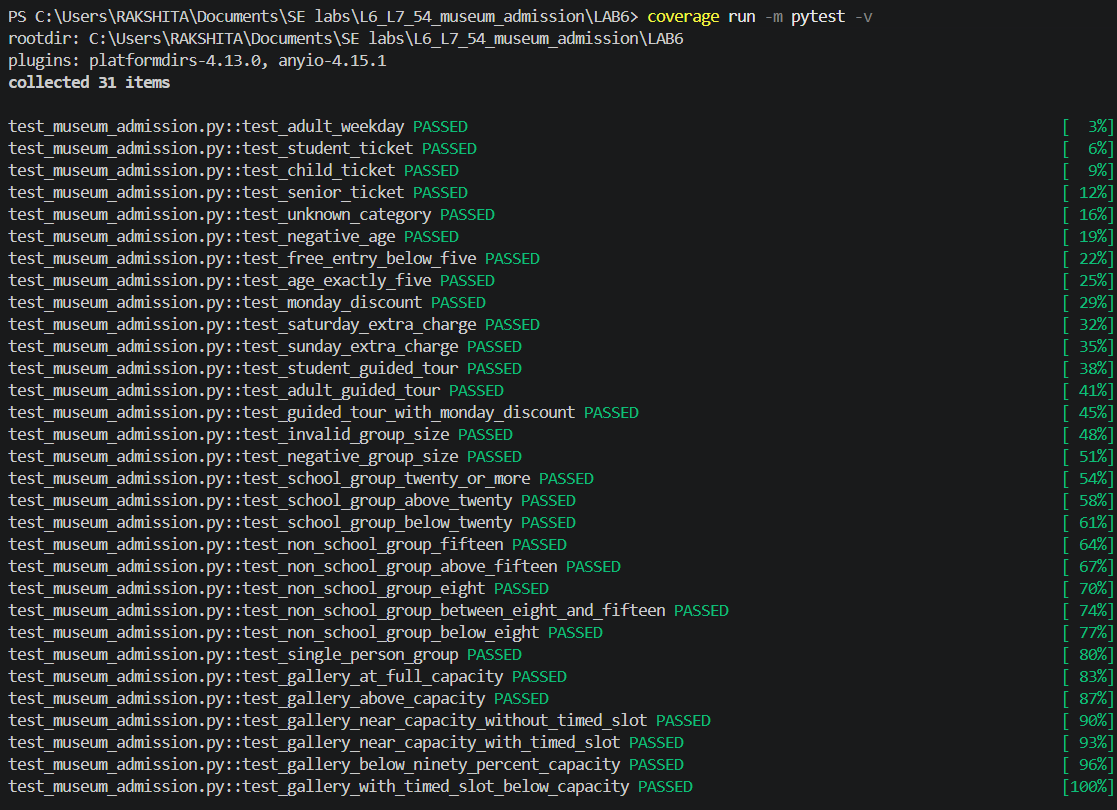 PS C:\Users\RAKSHITA\Documents\SE labs\L6_L7_54_museum_admission\LAB6> coverage run -m pytest -v
rootdir: C:\Users\RAKSHITA\Documents\SE labs\L6_L7_54_museum_admission\LAB6
plugins: platformdirs-4.13.0, anyio-4.15.1
collected 31 items
test_museum_admission.py::test_adult_weekday PASSED [  3%]
test_museum_admission.py::test_student_ticket PASSED [  6%]
test_museum_admission.py::test_child_ticket PASSED [  9%]
test_museum_admission.py::test_senior_ticket PASSED [ 12%]
test_museum_admission.py::test_unknown_category PASSED [ 16%]
test_museum_admission.py::test_negative_age PASSED [ 19%]
test_museum_admission.py::test_free_entry_below_five PASSED [ 22%]
test_museum_admission.py::test_age_exactly_five PASSED [ 25%]
test_museum_admission.py::test_monday_discount PASSED [ 29%]
test_museum_admission.py::test_saturday_extra_charge PASSED [ 32%]
test_museum_admission.py::test_sunday_extra_charge PASSED [ 35%]
test_museum_admission.py::test_student_guided_tour PASSED [ 38%]
test_museum_admission.py::test_adult_guided_tour PASSED [ 41%]
test_museum_admission.py::test_guided_tour_with_monday_discount PASSED [ 45%]
test_museum_admission.py::test_invalid_group_size PASSED [ 48%]
test_museum_admission.py::test_negative_group_size PASSED [ 51%]
test_museum_admission.py::test_school_group_twenty_or_more PASSED [ 54%]
test_museum_admission.py::test_school_group_above_twenty PASSED [ 58%]
test_museum_admission.py::test_school_group_below_twenty PASSED [ 61%]
test_museum_admission.py::test_non_school_group_fifteen PASSED [ 64%]
test_museum_admission.py::test_non_school_group_above_fifteen PASSED [ 67%]
test_museum_admission.py::test_non_school_group_eight PASSED [ 70%]
test_museum_admission.py::test_non_school_group_between_eight_and_fifteen PASSED [ 74%]
test_museum_admission.py::test_non_school_group_below_eight PASSED [ 77%]
test_museum_admission.py::test_single_person_group PASSED [ 80%]
test_museum_admission.py::test_gallery_at_full_capacity PASSED [ 83%]
test_museum_admission.py::test_gallery_above_capacity PASSED [ 87%]
test_museum_admission.py::test_gallery_near_capacity_without_timed_slot PASSED [ 90%]
test_museum_admission.py::test_gallery_near_capacity_with_timed_slot PASSED [ 93%]
test_museum_admission.py::test_gallery_below_ninety_percent_capacity PASSED [ 96%]
test_museum_admission.py::test_gallery_with_timed_slot_below_capacity PASSED [100%]